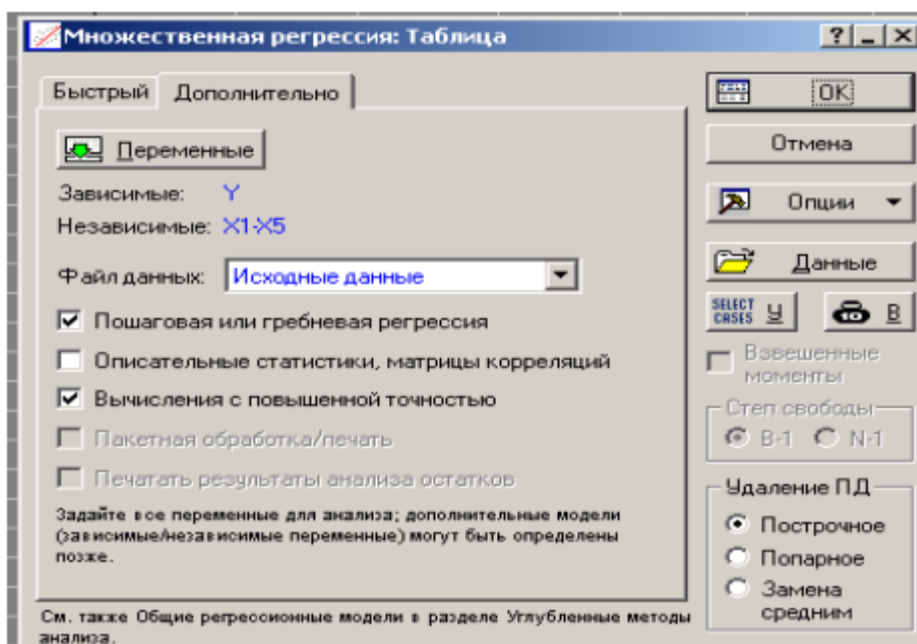 Множественная регрессия: Таблица
Быстрый Дополнительно
Переменные
Зависимые: Y
Независимые: X1-X5
Файл данных: Исходные данные
Пошаговая или гребневая регрессия
Описательные статистики, матрицы корреляций
Вычисления с повышенной точностью
Пакетная обработка/печать
Печатать результаты анализа остатков
Задайте все переменные для анализа; дополнительные модели
(зависимые/независимые переменные) могут быть определены
позже.
См. также Общие регрессионные модели в разделе Углубленные методы
анализа.
OK
Отмена
Опции
Данные
SELECT
CASES У В
Взвешенные
моменты
Степ.свободы
В-1 N-1
Удаление ПД
Построчное
Попарное
Замена
средним